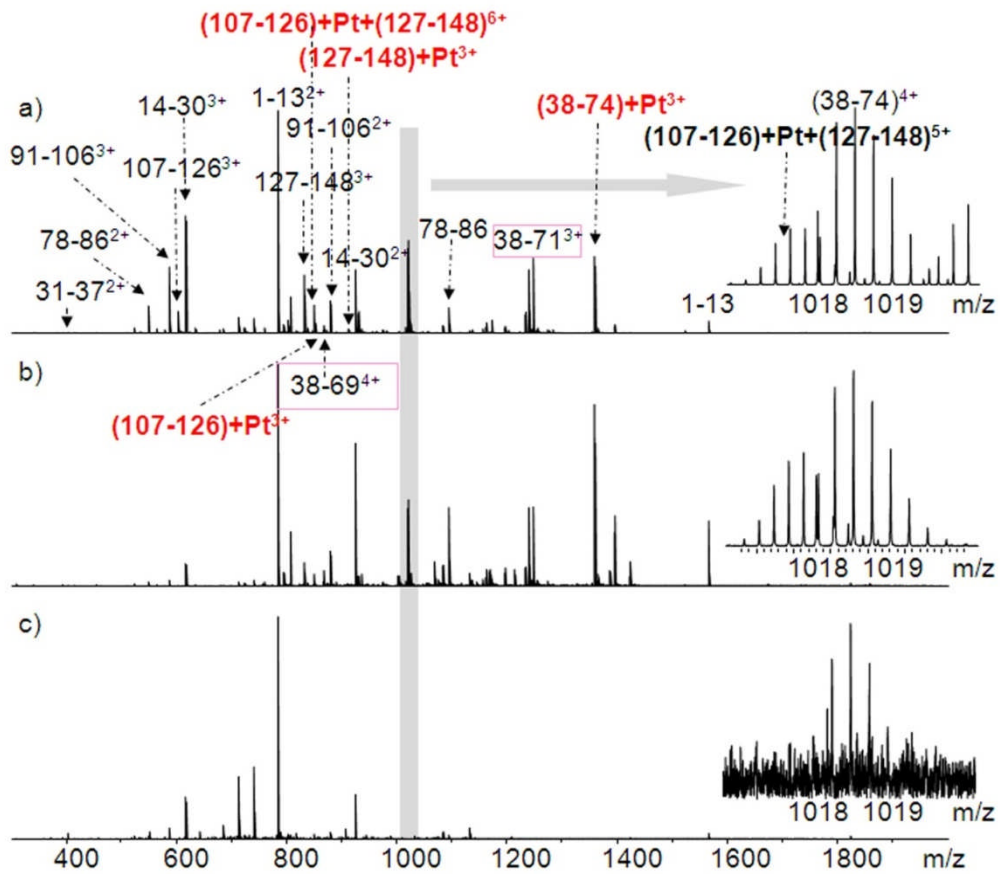 (107-126)+Pt+(127-148)⁶⁺
(127-148)+Pt³⁺
a)
14-30³⁺
1-13²⁺
(38-74)+Pt³⁺
(38-74)⁴⁺
91-106²⁺
(107-126)+Pt+(127-148)⁵⁺
91-106³⁺
107-126³⁺
127-148³⁺
78-86²⁺
78-86
38-71³⁺
14-30²⁺
31-37²⁺
1-13
1018 1019 m/z
b)
38-69⁴⁺
(107-126)+Pt³⁺
1018 1019 m/z
c)
1018 1019 m/z
400 600 800 1000 1200 1400 1600 1800 m/z